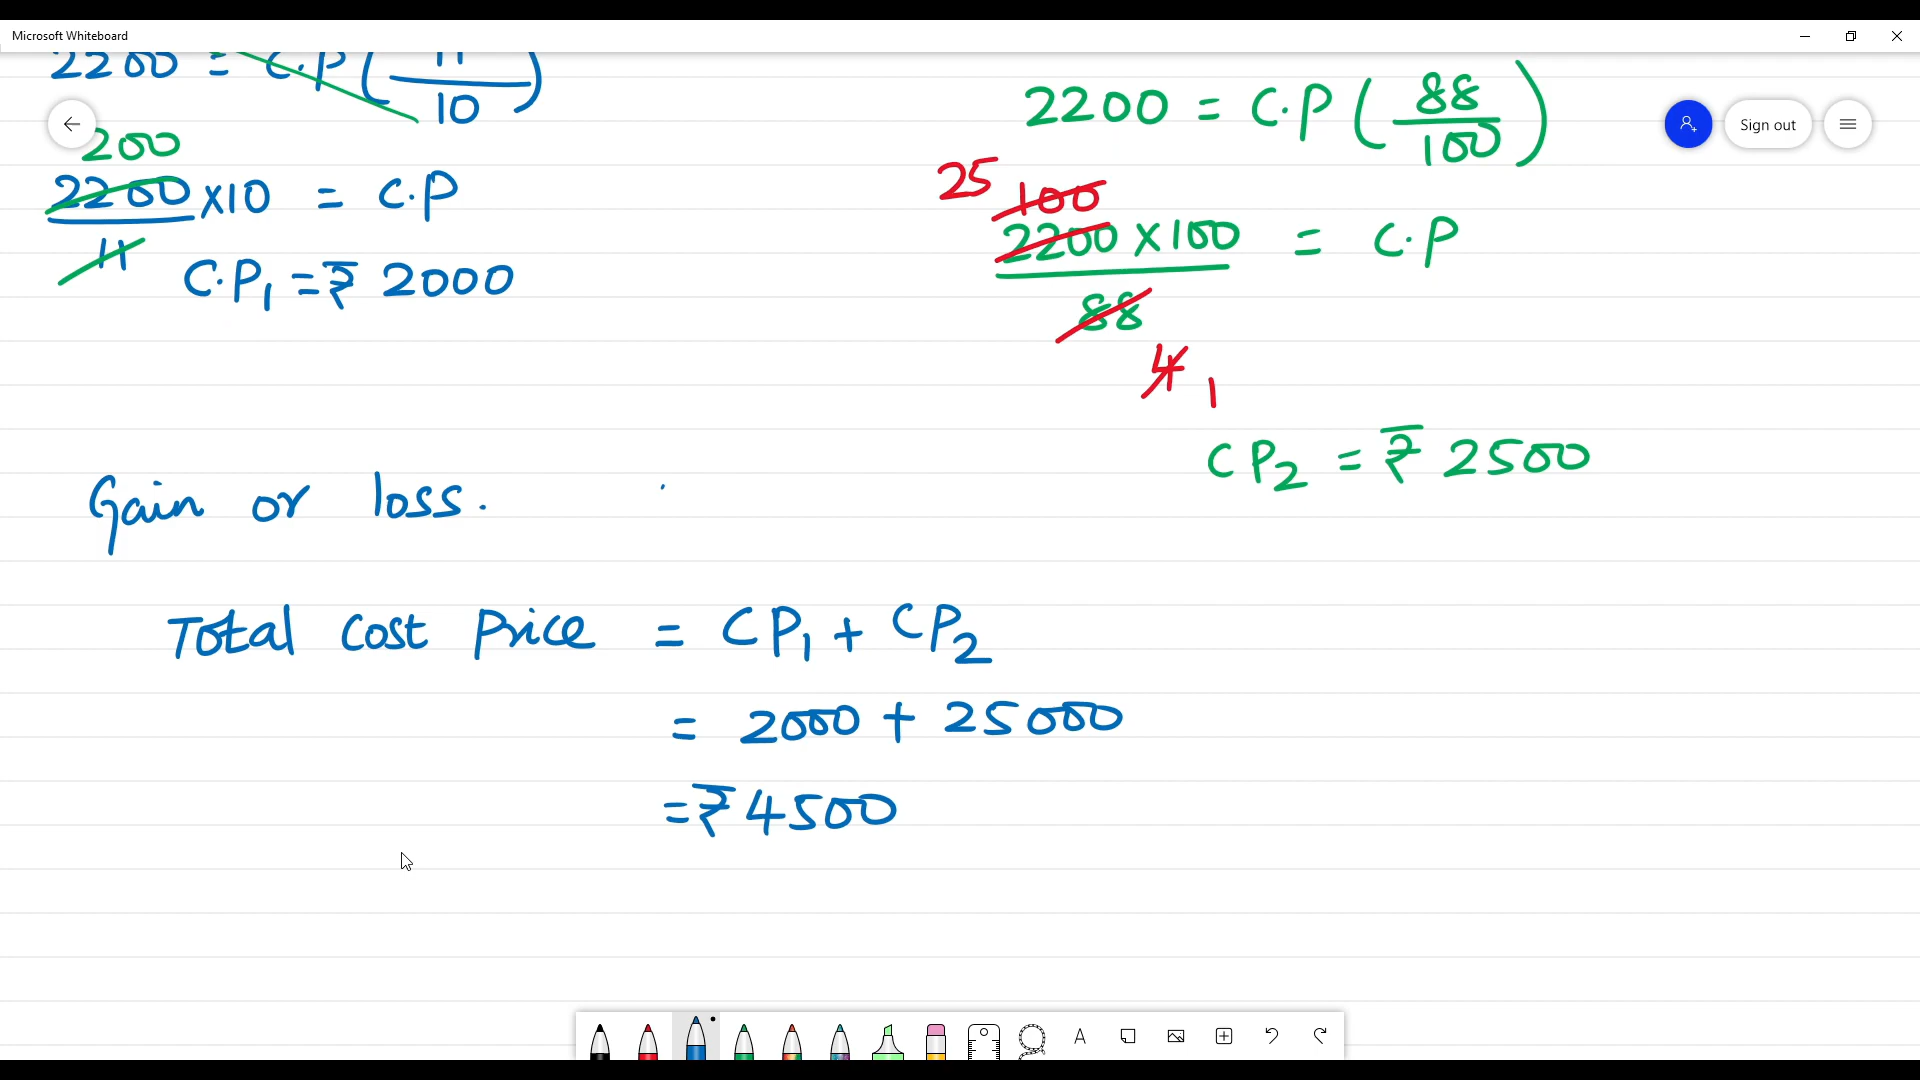 Microsoft Whiteboard
2200 = C.P ( 11 / 10 )
200
2200 × 10 = C.P
11
C.P₁ = ₹ 2000
2200 = C.P ( 88 / 100 )
25 100
2200 × 100 = C.P
88
4 1
CP₂ = ₹ 2500
Sign out
Gain or loss.
Total Cost Price = CP₁ + CP₂
= 2000 + 25000
= ₹ 4500
A